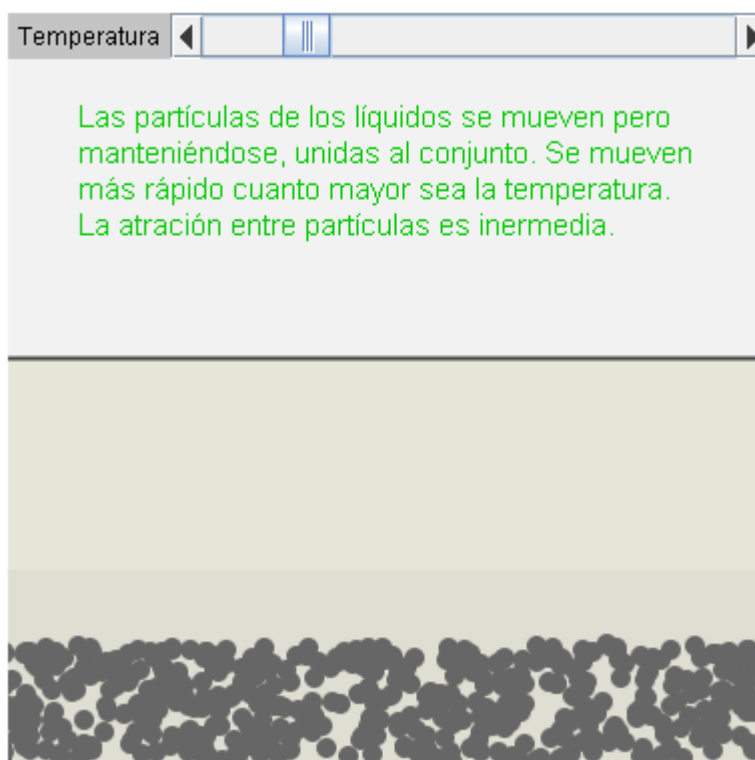 Temperatura
Las partículas de los líquidos se mueven pero
manteniéndose, unidas al conjunto. Se mueven
más rápido cuanto mayor sea la temperatura.
La atración entre partículas es inermedia.